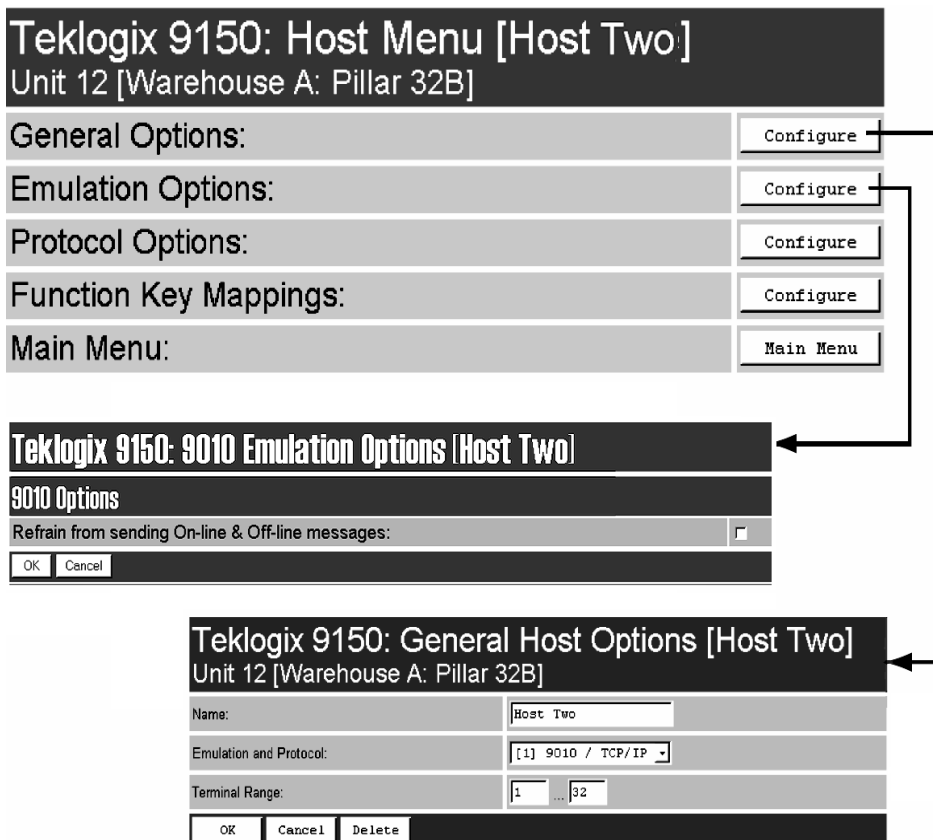 Teklogix 9150: Host Menu [Host Two]
Unit 12 [Warehouse A: Pillar 32B]
General Options: Configure
Emulation Options: Configure
Protocol Options: Configure
Function Key Mappings: Configure
Main Menu: Main Menu
Teklogix 9150: 9010 Emulation Options [Host Two]
9010 Options
Refrain from sending On-line & Off-line messages:
OK Cancel
Teklogix 9150: General Host Options [Host Two]
Unit 12 [Warehouse A: Pillar 32B]
Name: Host Two
Emulation and Protocol: [1] 9010 / TCP/IP
Terminal Range: 1 ... 32
OK Cancel Delete